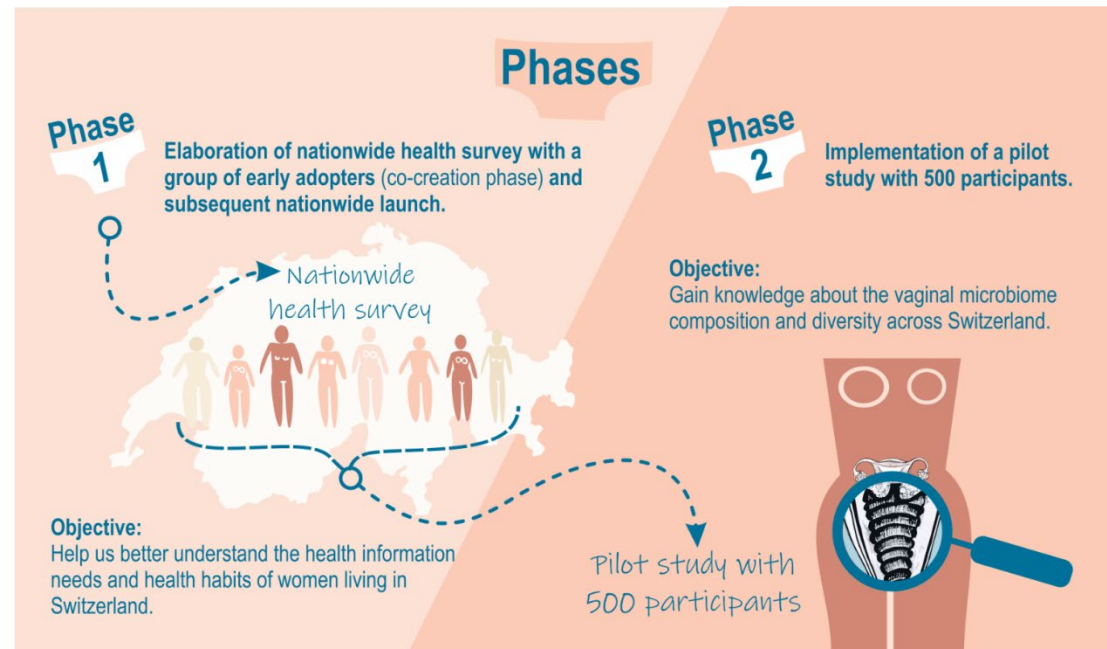 Phases
Phase
1
Elaboration of nationwide health survey with a
group of early adopters (co-creation phase) and
subsequent nationwide launch.
Nationwide
health survey
Objective:
Help us better understand the health information
needs and health habits of women living in
Switzerland.
Phase
2
Implementation of a pilot
study with 500 participants.
Objective:
Gain knowledge about the vaginal microbiome
composition and diversity across Switzerland.
Pilot study with
500 participants